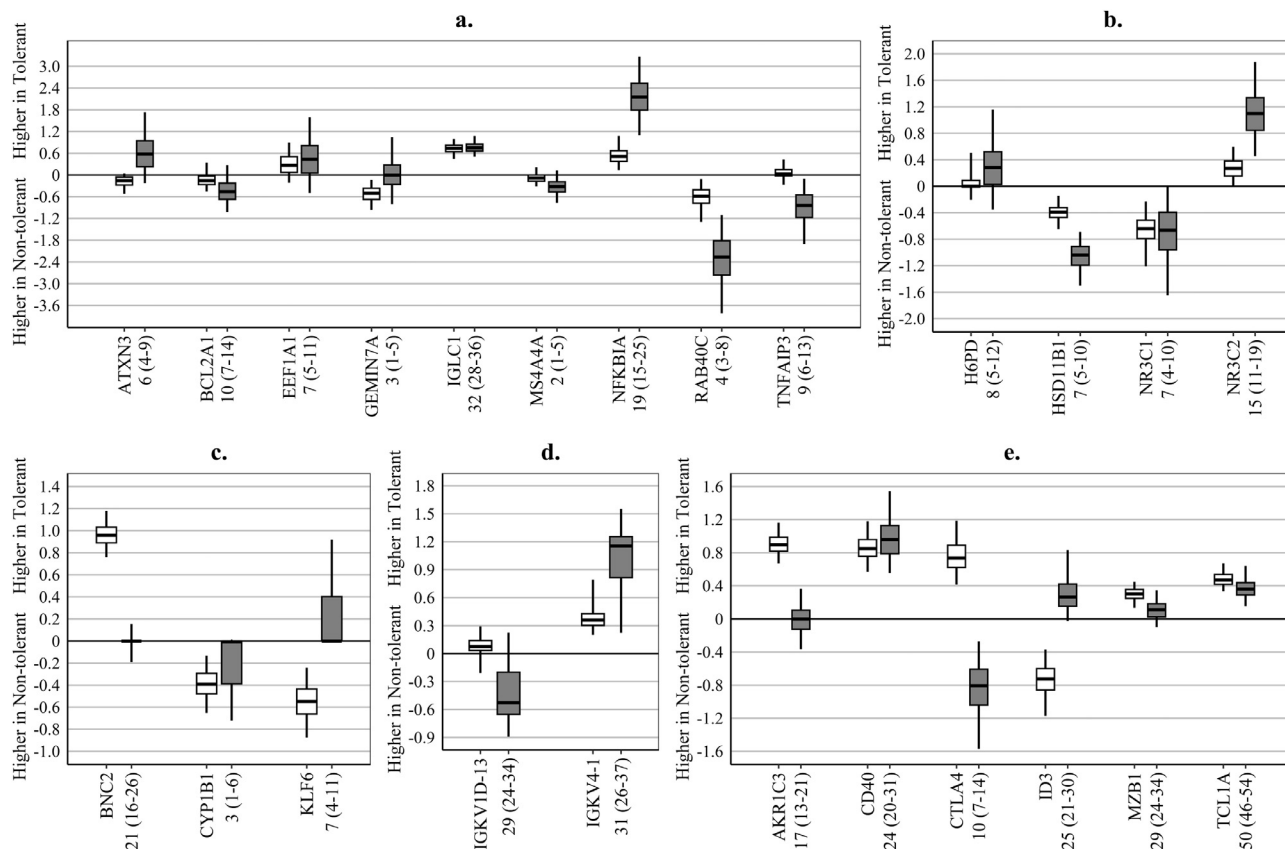 a.
Higher in Tolerant
Higher in Non-tolerant
3.0
2.4
1.8
1.2
0.6
0
-0.6
-1.2
-1.8
-2.4
-3.0
-3.6
ATXN3
6 (4-9)
BCL2A1
10 (7-14)
EEF1A1
7 (5-11)
GEMIN7A
3 (1-5)
IGLC1
32 (28-36)
MS4A4A
2 (1-5)
NFKBIA
19 (15-25)
RAB40C
4 (3-8)
TNFAIP3
9 (6-13)
b.
Higher in Tolerant
Higher in Non-tolerant
2.0
1.6
1.2
0.8
0.4
0
-0.4
-0.8
-1.2
-1.6
-2.0
H6PD
8 (5-12)
HSD11B1
7 (5-10)
NR3C1
7 (4-10)
NR3C2
15 (11-19)
c.
Higher in Tolerant
Higher in Non-tolerant
1.4
1.2
1.0
0.8
0.6
0.4
0.2
0
-0.2
-0.4
-0.6
-0.8
-1.0
BNC2
21 (16-26)
CYP1B1
3 (1-6)
KLF6
7 (4-11)
d.
Higher in Tolerant
Higher in Non-tolerant
1.8
1.5
1.2
0.9
0.6
0.3
0
-0.3
-0.6
-0.9
IGKV1D-13
29 (24-34)
IGKV4-1
31 (26-37)
e.
Higher in Tolerant
Higher in Non-tolerant
1.6
1.2
0.8
0.4
0
-0.4
-0.8
-1.2
-1.6
AKR1C3
17 (13-21)
CD40
24 (20-31)
CTLA4
10 (7-14)
ID3
25 (21-30)
MZB1
29 (24-34)
TCL1A
50 (46-54)